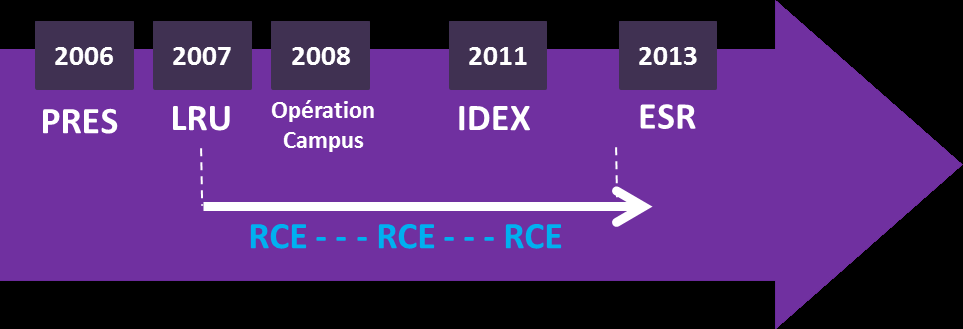 2006 2007 2008 2011 2013
PRES LRU Opération Campus IDEX ESR
RCE - - - RCE - - - RCE